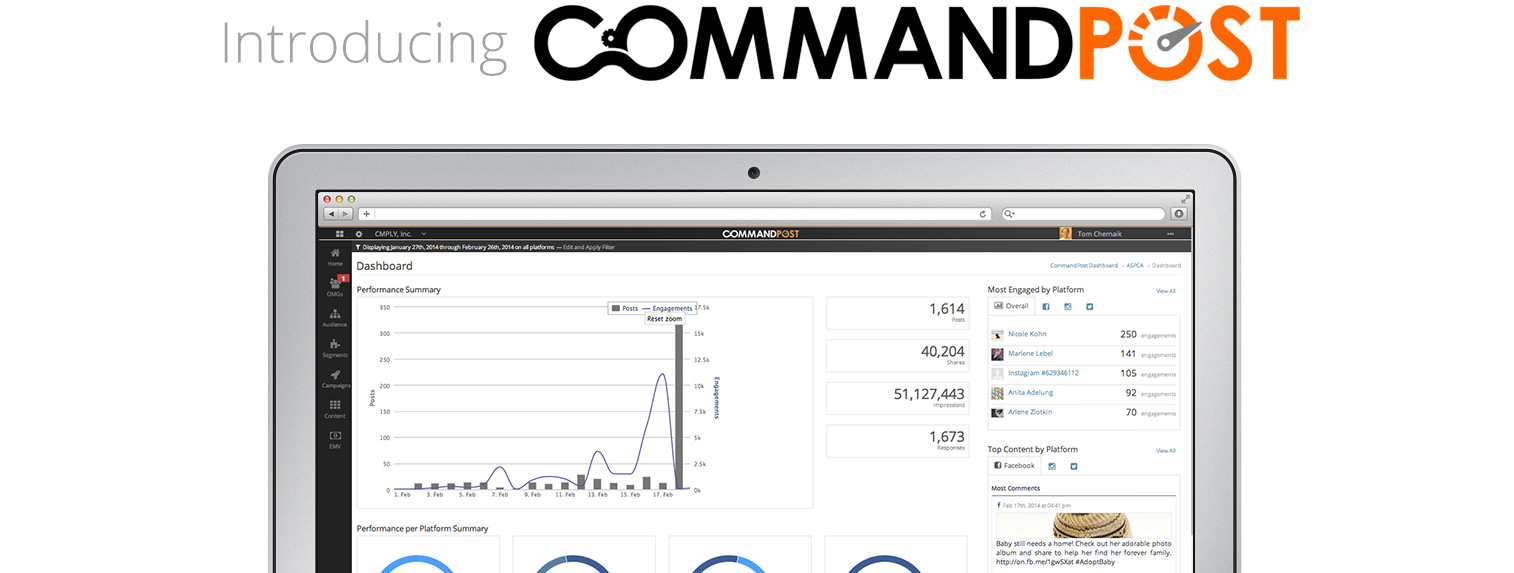 Introducing COMMANDPOST
CMPLY, Inc.
COMMANDPOST
Tom Chernaik
Displaying January 27th, 2014 through February 26th, 2014 on all platforms — Edit and Apply Filter
Home
1
OMGs
Audience
Segments
Campaigns
Content
EMV
Dashboard
CommandPost Dashboard - ASPCA - Dashboard
Performance Summary
Posts — Engagements
Reset zoom
350
300
250
200
150
100
50
0
Posts
17.5k
15k
12.5k
10k
7.5k
5k
2.5k
0k
Engagements
1. Feb 3. Feb 5. Feb 7. Feb 9. Feb 11. Feb 13. Feb 15. Feb 17. Feb
1,614
Posts
40,204
Shares
51,127,443
Impressions
1,673
Responses
Most Engaged by Platform View All
Overall
Nicole Kohn 250 engagements
Marlene Lebel 141 engagements
Instagram #629346112 105 engagements
Anita Adelung 92 engagements
Arlene Zlotkin 70 engagements
Top Content by Platform View All
Facebook
Most Comments
Feb 17th, 2014 at 04:41 pm
Baby still needs a home! Check out her adorable photo
album and share to help her find her forever family.
http://on.fb.me/1gwSXat #AdoptBaby
Performance per Platform Summary